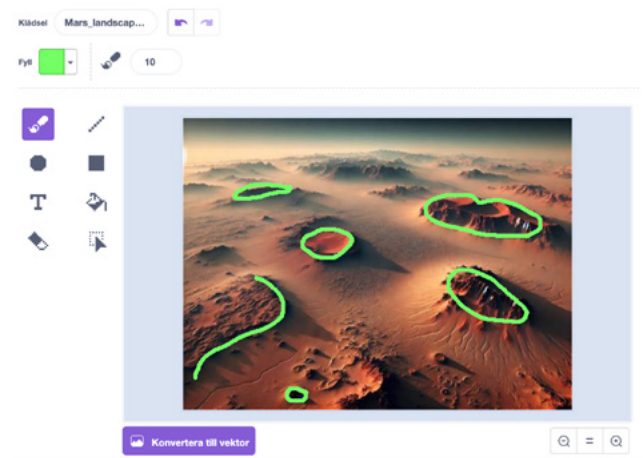 Klädsel Mars_landscap...
Fyll 10
T
Konvertera till vektor